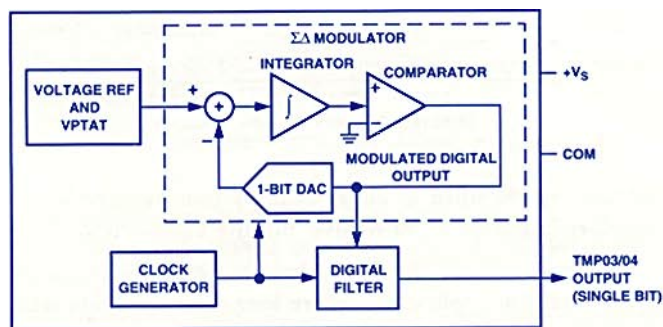 ΣΔ MODULATOR
INTEGRATOR
COMPARATOR
VOLTAGE REF
AND
VPTAT
+
+
−
∫
+
−
+VS
COM
MODULATED DIGITAL
OUTPUT
1-BIT DAC
CLOCK
GENERATOR
DIGITAL
FILTER
TMP03/04
OUTPUT
(SINGLE BIT)